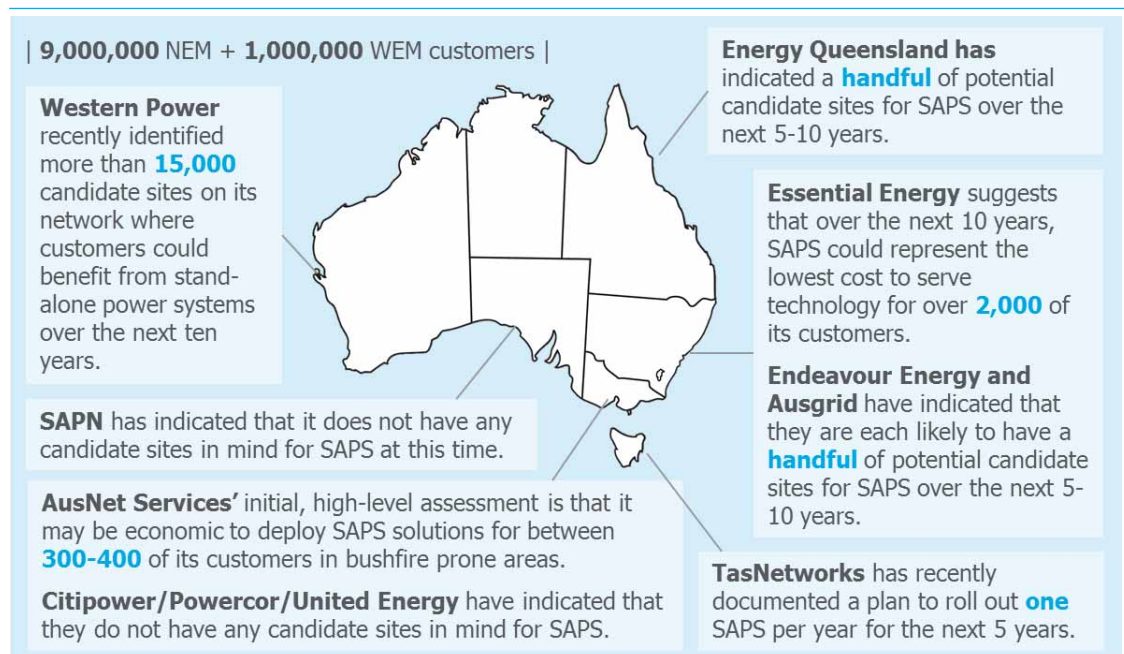 | 9,000,000 NEM + 1,000,000 WEM customers |
Western Power
recently identified
more than 15,000
candidate sites on its
network where
customers could
benefit from stand-
alone power systems
over the next ten
years.
Energy Queensland has
indicated a handful of potential
candidate sites for SAPS over the
next 5-10 years.
Essential Energy suggests
that over the next 10 years,
SAPS could represent the
lowest cost to serve
technology for over 2,000 of
its customers.
Endeavour Energy and
Ausgrid have indicated that
they are each likely to have a
handful of potential candidate
sites for SAPS over the next 5-
10 years.
SAPN has indicated that it does not have any
candidate sites in mind for SAPS at this time.
AusNet Services’ initial, high-level assessment is that it
may be economic to deploy SAPS solutions for between
300-400 of its customers in bushfire prone areas.
Citipower/Powercor/United Energy have indicated that
they do not have any candidate sites in mind for SAPS.
TasNetworks has recently
documented a plan to roll out one
SAPS per year for the next 5 years.